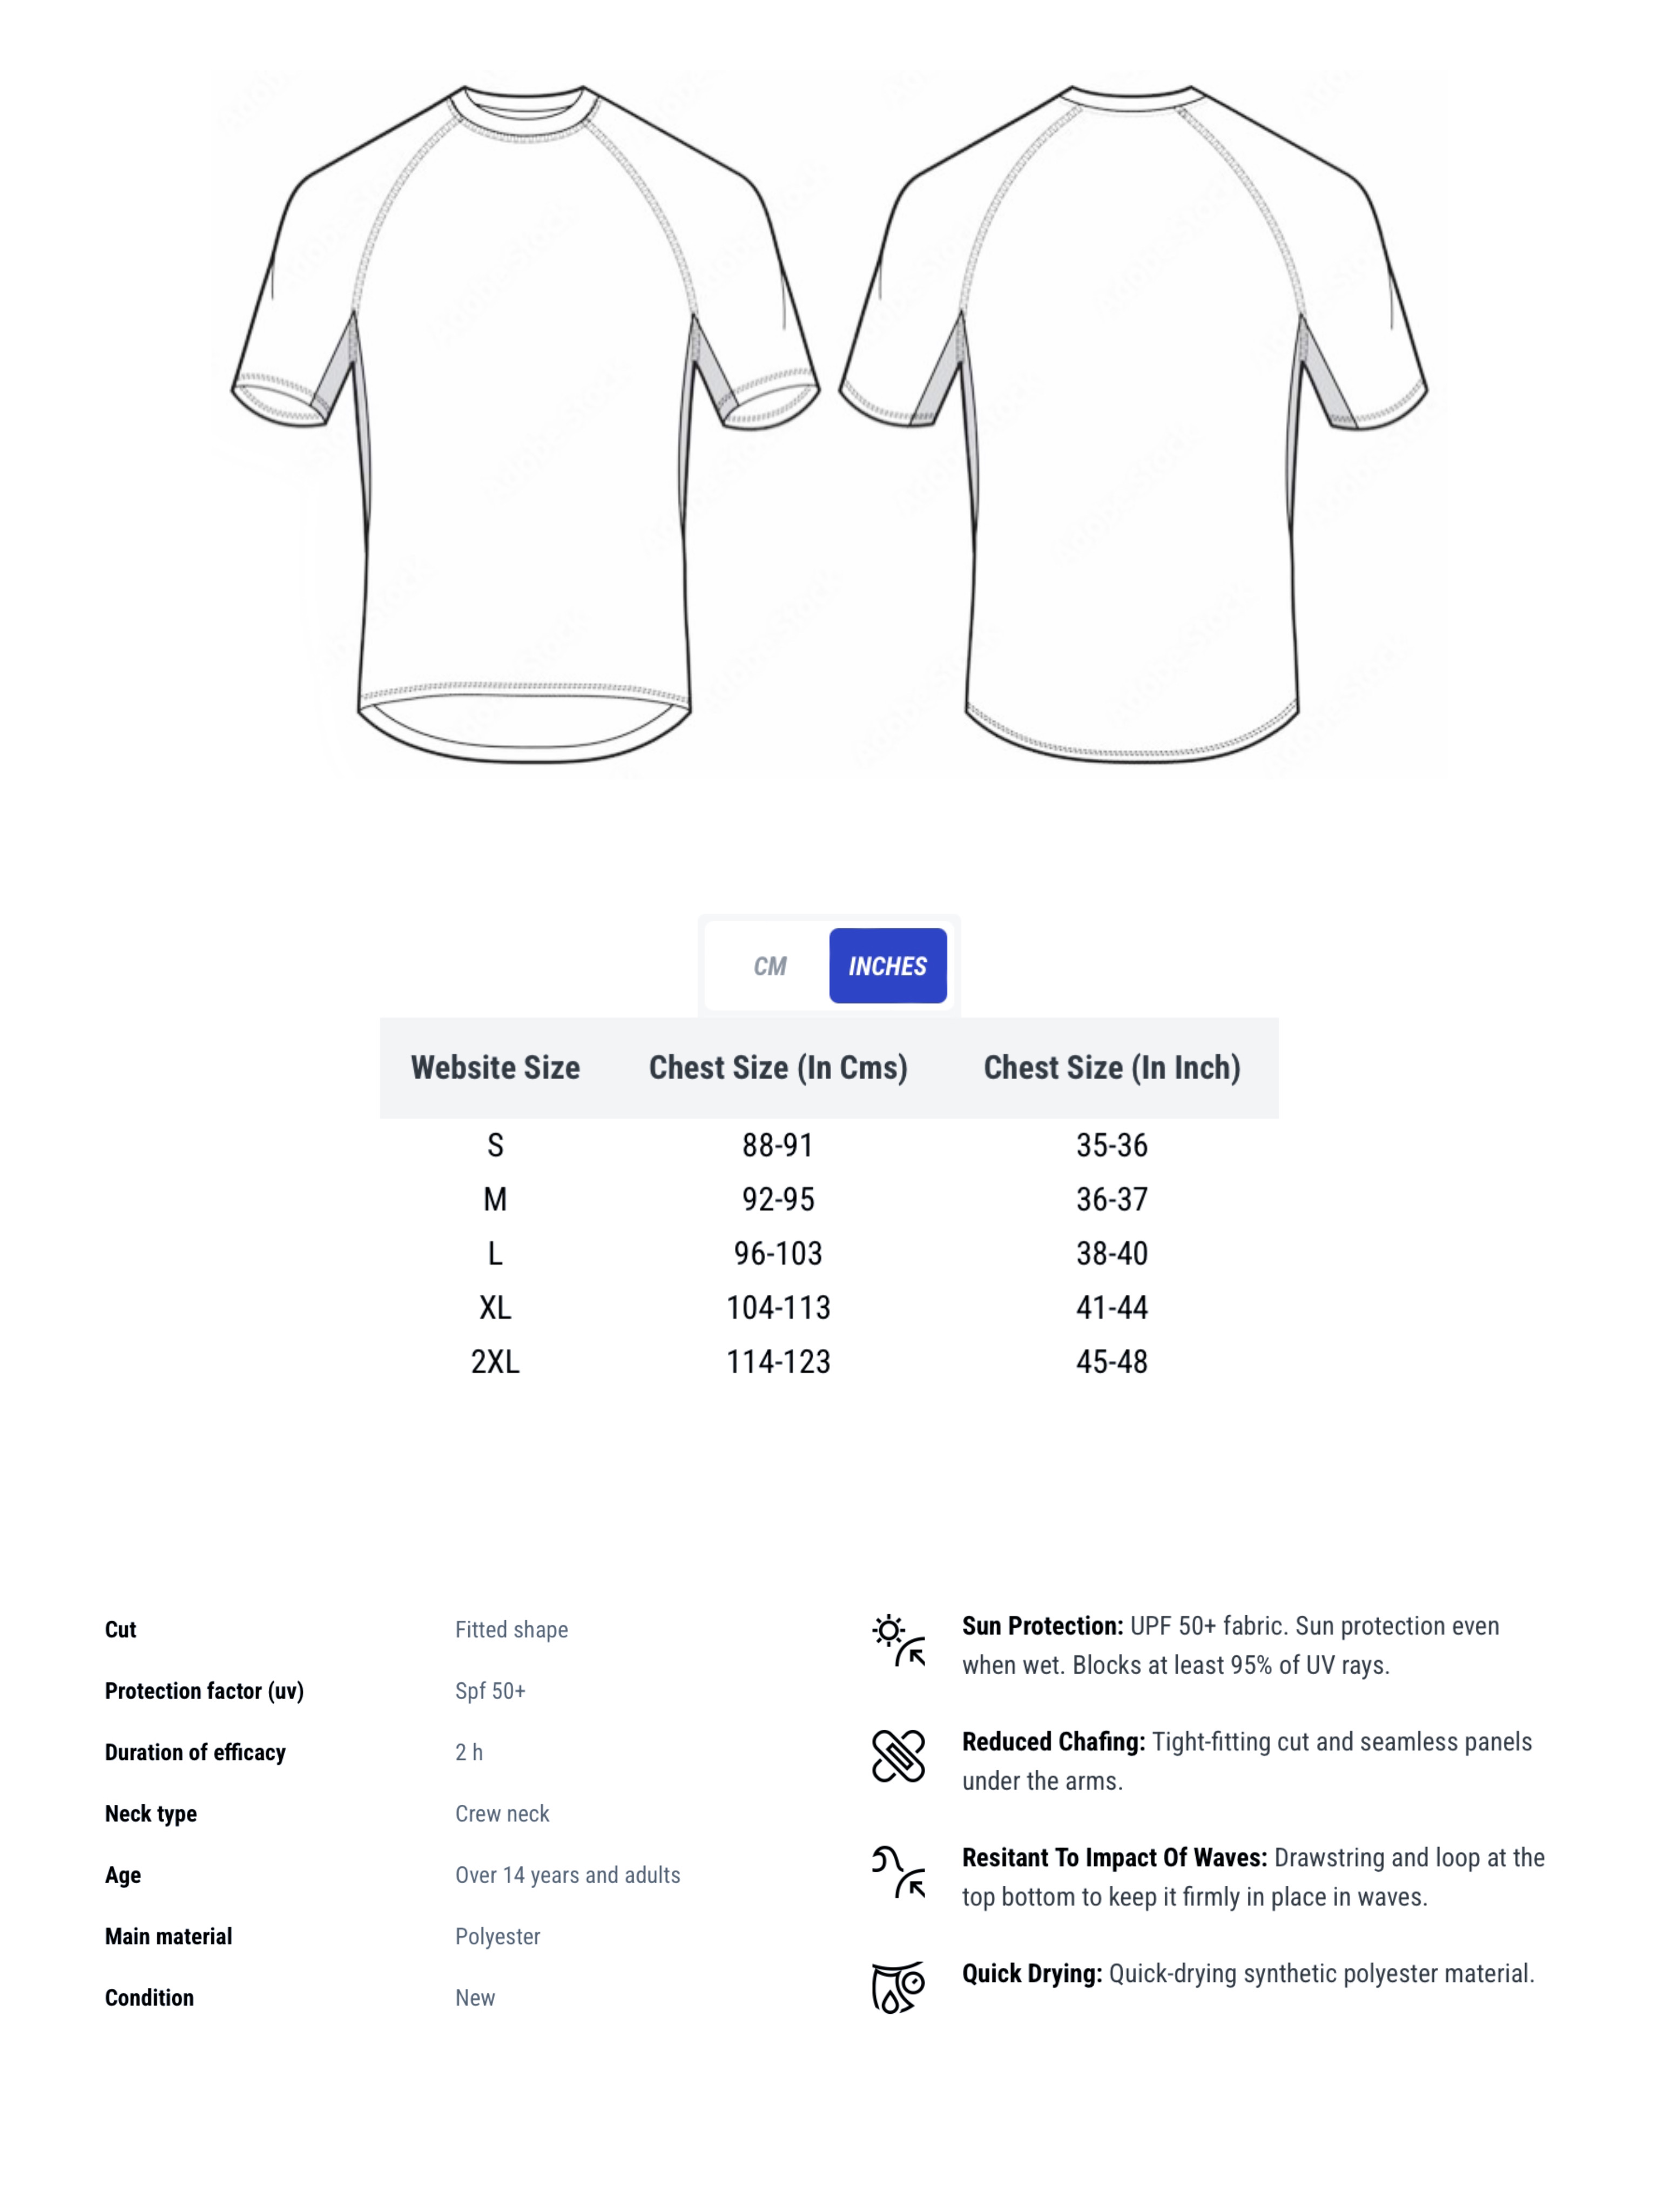 CM INCHES
Website Size Chest Size (In Cms) Chest Size (In Inch)
S 88-91 35-36
M 92-95 36-37
L 96-103 38-40
XL 104-113 41-44
2XL 114-123 45-48
Cut Fitted shape
Protection factor (uv) Spf 50+
Duration of efficacy 2 h
Neck type Crew neck
Age Over 14 years and adults
Main material Polyester
Condition New
Sun Protection: UPF 50+ fabric. Sun protection even
when wet. Blocks at least 95% of UV rays.
Reduced Chafing: Tight-fitting cut and seamless panels
under the arms.
Resitant To Impact Of Waves: Drawstring and loop at the
top bottom to keep it firmly in place in waves.
Quick Drying: Quick-drying synthetic polyester material.